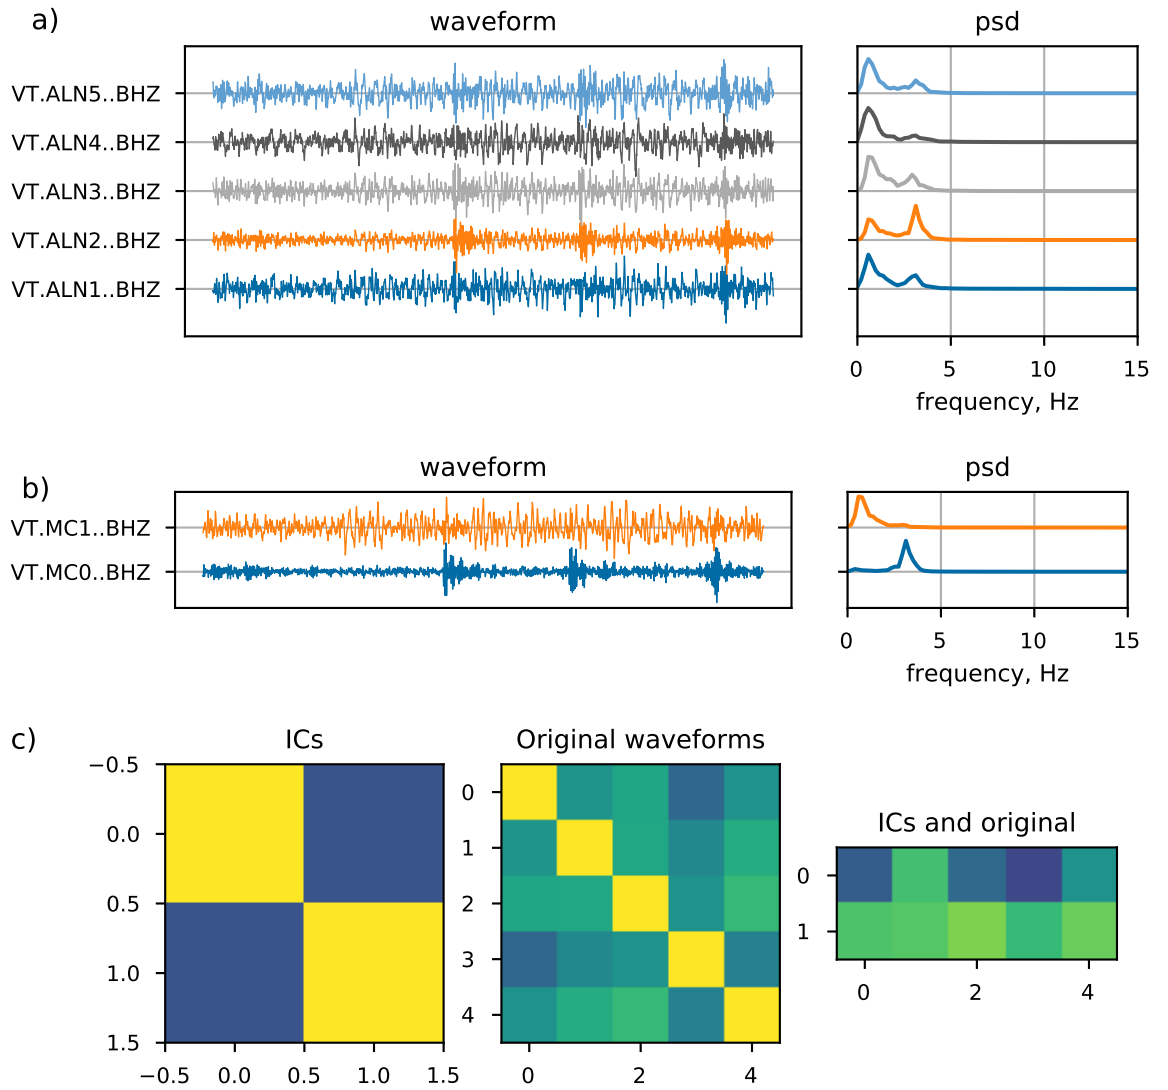 a)
waveform
psd
VT.ALN5..BHZ
VT.ALN4..BHZ
VT.ALN3..BHZ
VT.ALN2..BHZ
VT.ALN1..BHZ
0 5 10 15
frequency, Hz
b)
waveform
psd
VT.MC1..BHZ
VT.MC0..BHZ
0 5 10 15
frequency, Hz
c)
ICs
−0.5
0.0
0.5
1.0
1.5
−0.5 0.0 0.5 1.0 1.5
Original waveforms
0
1
2
3
4
0 2 4
ICs and original
0
1
0 2 4